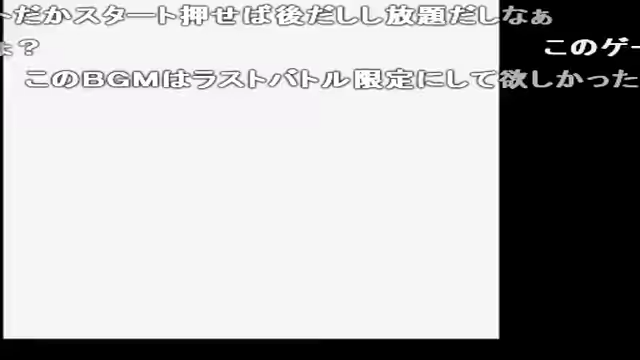 トだかスタート押せば後だしし放題だしなぁ
ょ？ このゲー
このBGMはラストバトル限定にして欲しかった